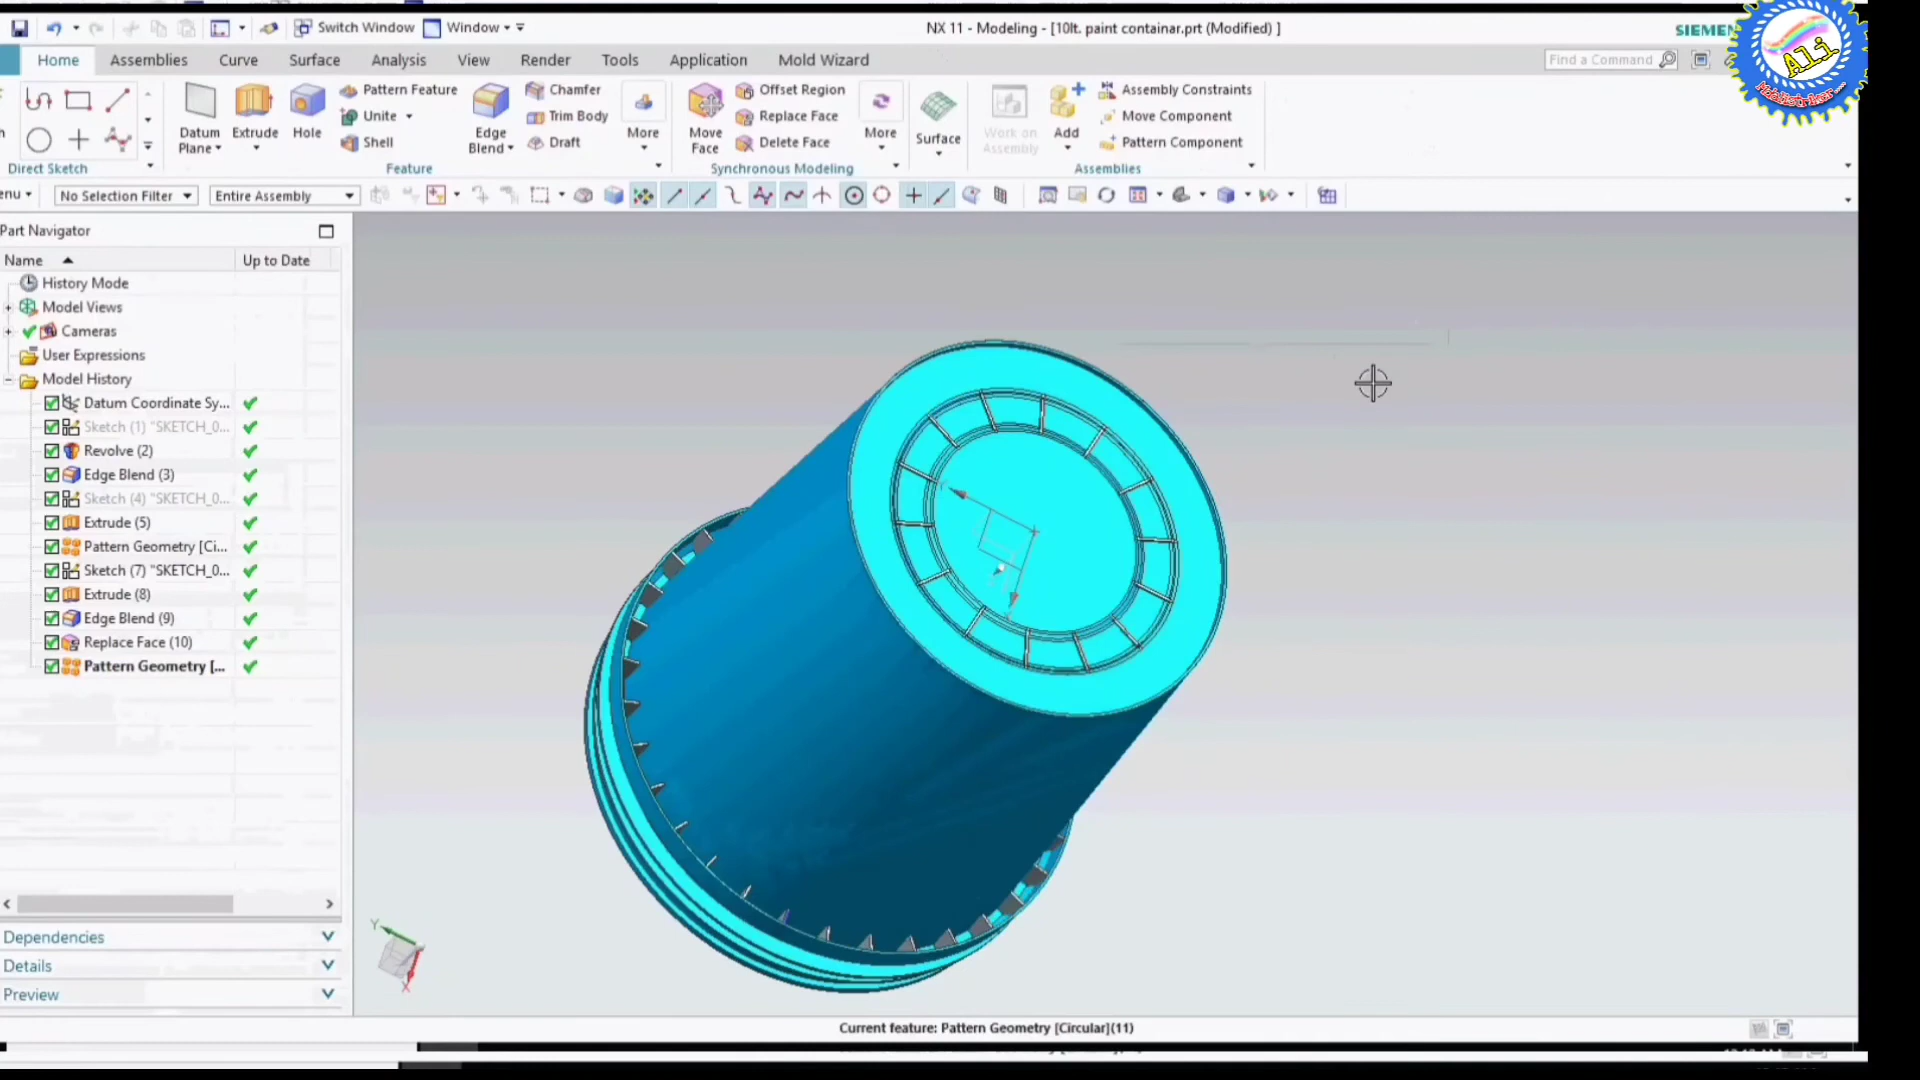 Switch Window Window NX 11 - Modeling - [10lt. paint containar.prt (Modified) ] SIEMEN
Home Assemblies Curve Surface Analysis View Render Tools Application Mold Wizard Find a Command
Pattern Feature Chamfer Offset Region Assembly Constraints
Unite Trim Body Replace Face Move Component
Datum Plane Extrude Hole Shell Edge Blend Draft More Move Face Delete Face More Surface Work on Assembly Add Pattern Component
Direct Sketch Feature Synchronous Modeling Assemblies
enu No Selection Filter Entire Assembly
Part Navigator
Name Up to Date
History Mode
Model Views
Cameras
User Expressions
Model History
Datum Coordinate Sy...
Sketch (1) "SKETCH_0...
Revolve (2)
Edge Blend (3)
Sketch (4) "SKETCH_0...
Extrude (5)
Pattern Geometry [Ci...
Sketch (7) "SKETCH_0...
Extrude (8)
Edge Blend (9)
Replace Face (10)
Pattern Geometry [...
Dependencies
Details
Preview
Y
X
Current feature: Pattern Geometry [Circular](11)
Ali